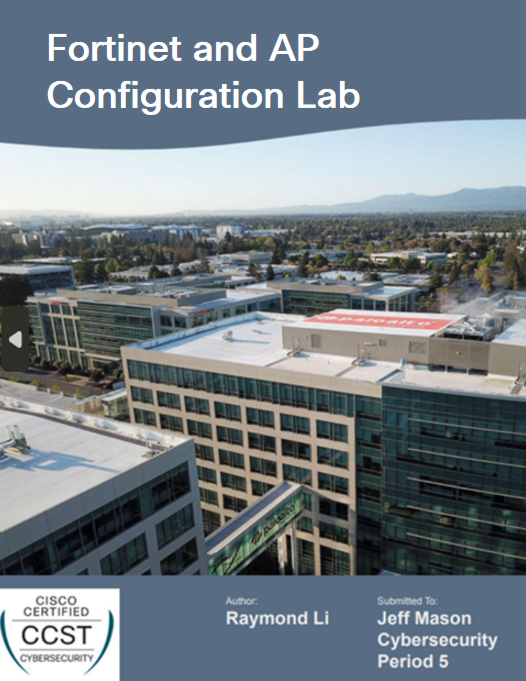 Fortinet and AP
Configuration Lab
paloalto
paloalto
CISCO
CERTIFIED
CCST
CYBERSECURITY
Author:
Raymond Li
Submitted To:
Jeff Mason
Cybersecurity
Period 5